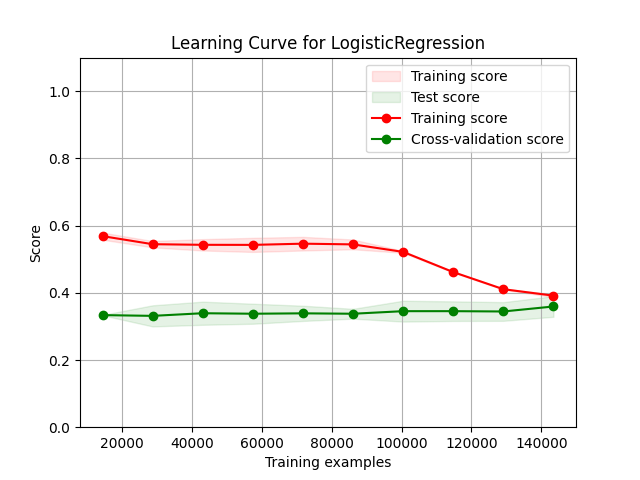 Learning Curve for LogisticRegression
Training score
Test score
Training score
Cross-validation score
Score
1.0
0.8
0.6
0.4
0.2
0.0
20000 40000 60000 80000 100000 120000 140000
Training examples